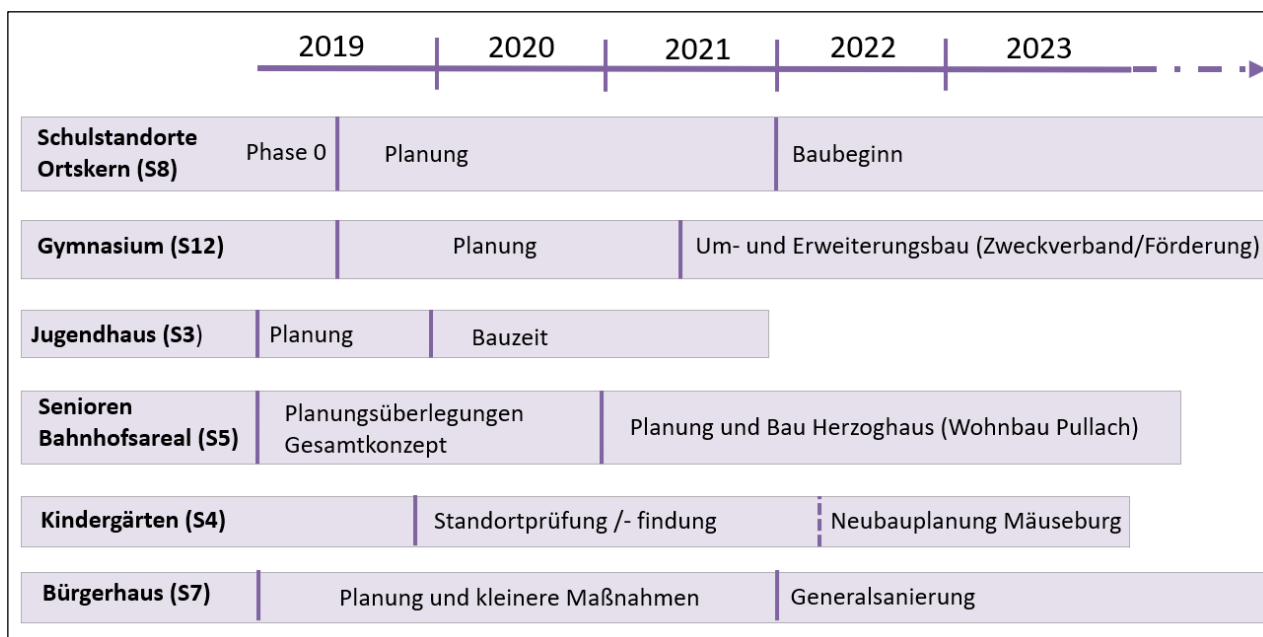 2019 2020 2021 2022 2023
Schulstandorte
Ortskern (S8)
Phase 0
Planung
Baubeginn
Gymnasium (S12)
Planung
Um- und Erweiterungsbau (Zweckverband/Förderung)
Jugendhaus (S3)
Planung
Bauzeit
Senioren
Bahnhofsareal (S5)
Planungsüberlegungen
Gesamtkonzept
Planung und Bau Herzoghaus (Wohnbau Pullach)
Kindergärten (S4)
Standortprüfung /- findung
Neubauplanung Mäuseburg
Bürgerhaus (S7)
Planung und kleinere Maßnahmen
Generalsanierung